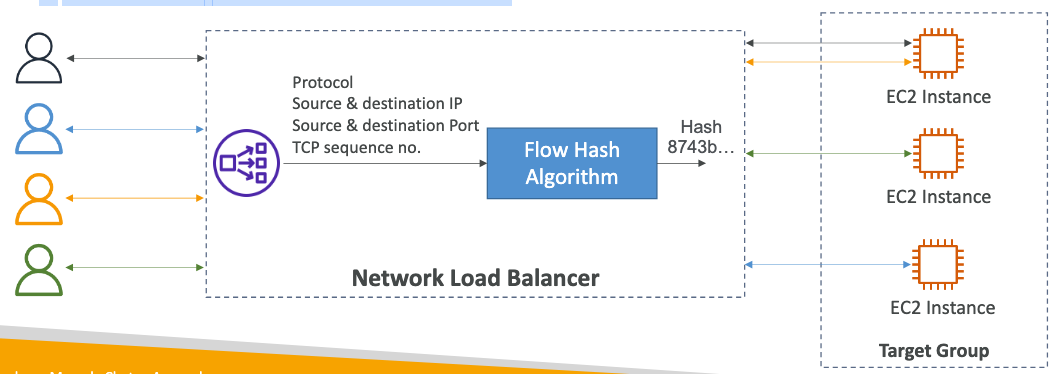 Protocol
Source & destination IP
Source & destination Port
TCP sequence no.
Flow Hash
Algorithm
Hash
8743b...
Network Load Balancer
EC2 Instance
EC2 Instance
EC2 Instance
Target Group